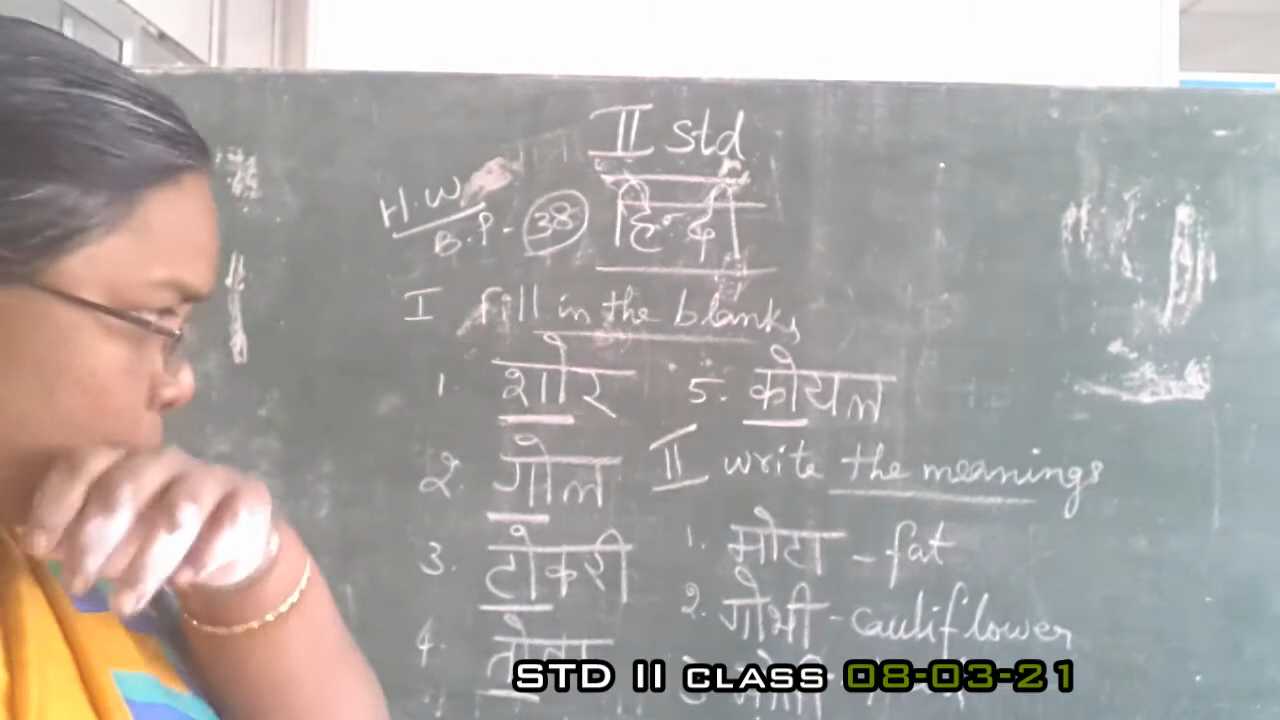 II Std
H.W
B.P - 38
हिन्दी
I Fill in the blanks
1. शोर
2. गोल
3. टोकरी
4. तोता
5. कोयल
II write the meanings
1. मोटा - fat
2. गोभी - cauliflower
3.
STD II CLASS 08-03-21